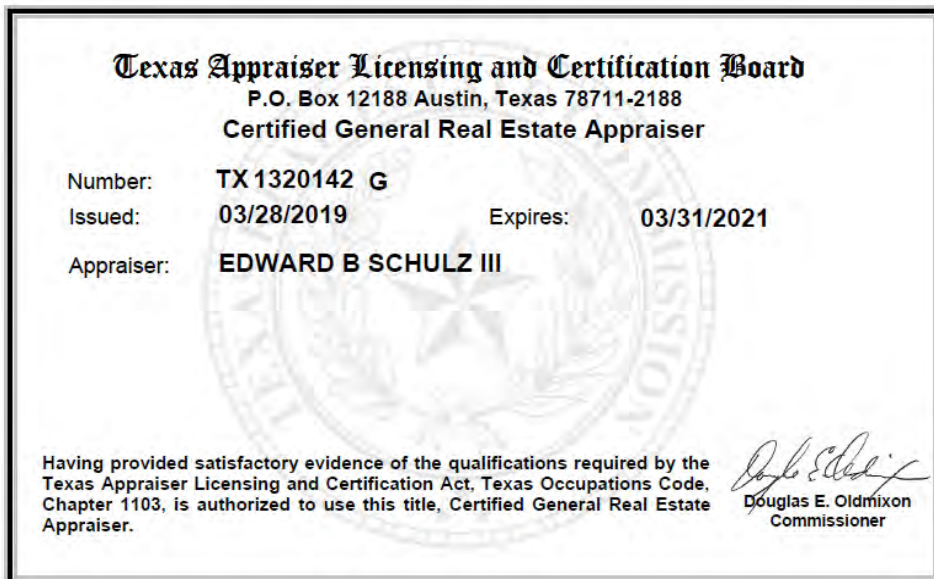 Texas Appraiser Licensing and Certification Board
P.O. Box 12188 Austin, Texas 78711-2188
Certified General Real Estate Appraiser
Number: TX 1320142 G
Issued: 03/28/2019 Expires: 03/31/2021
Appraiser: EDWARD B SCHULZ III
Having provided satisfactory evidence of the qualifications required by the
Texas Appraiser Licensing and Certification Act, Texas Occupations Code,
Chapter 1103, is authorized to use this title, Certified General Real Estate
Appraiser.
Douglas E. Oldmixon
Commissioner